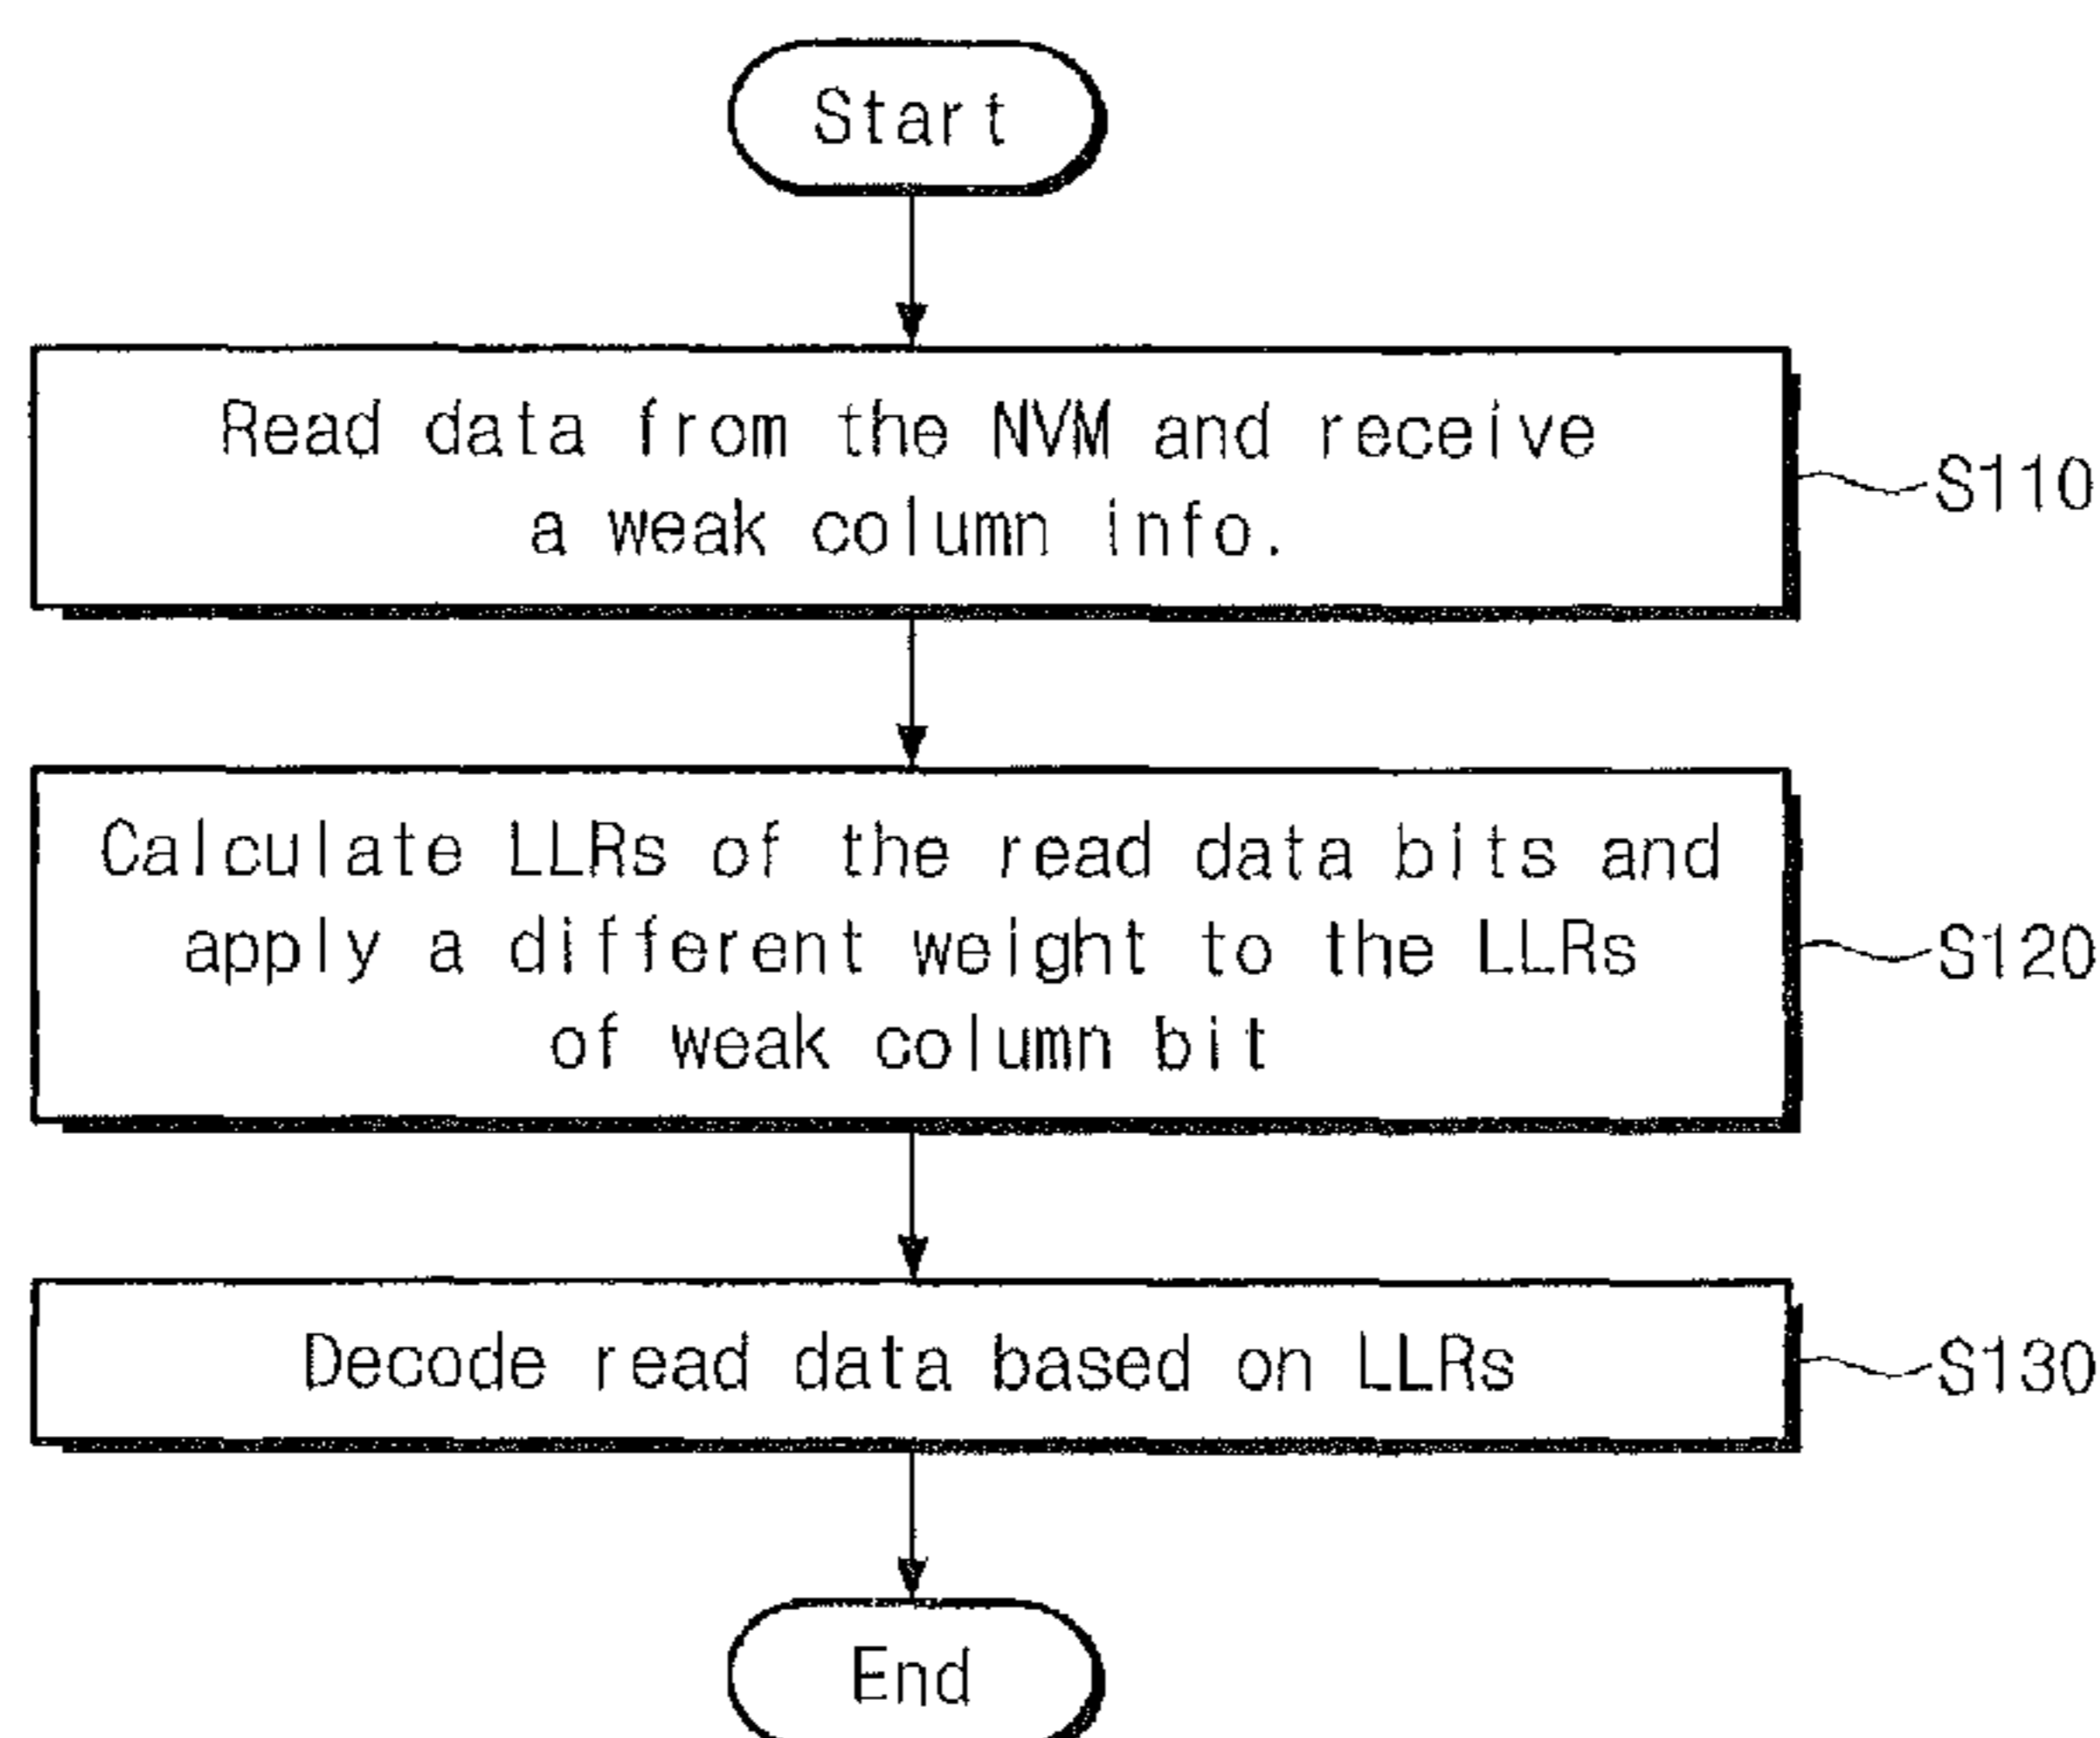 Start
Read data from the NVM and receive
a weak column info.
S110
Calculate LLRs of the read data bits and
apply a different weight to the LLRs
of weak column bit
S120
Decode read data based on LLRs
S130
End